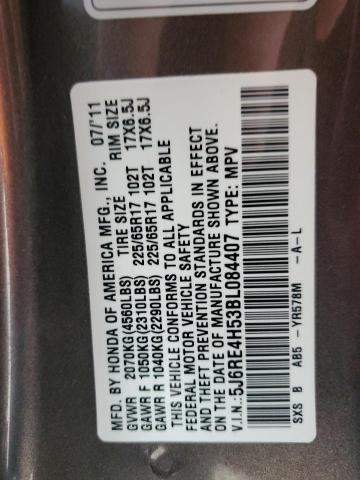 MFD. BY HONDA OF AMERICA MFG., INC. 07/'11
TIRE SIZE RIM SIZE
GVWR 2070KG(4560LBS)
GAWR F 1050KG(2310LBS) 225/65R17 102T 17X6.5J
GAWR R 1040KG(2290LBS) 225/65R17 102T 17X6.5J
THIS VEHICLE CONFORMS TO ALL APPLICABLE
FEDERAL MOTOR VEHICLE SAFETY
AND THEFT PREVENTION STANDARDS IN EFFECT
ON THE DATE OF MANUFACTURE SHOWN ABOVE.
V.I.N.: 5J6RE4H53BL084407 TYPE: MPV
SXS B AB5 -YR578M -A-L